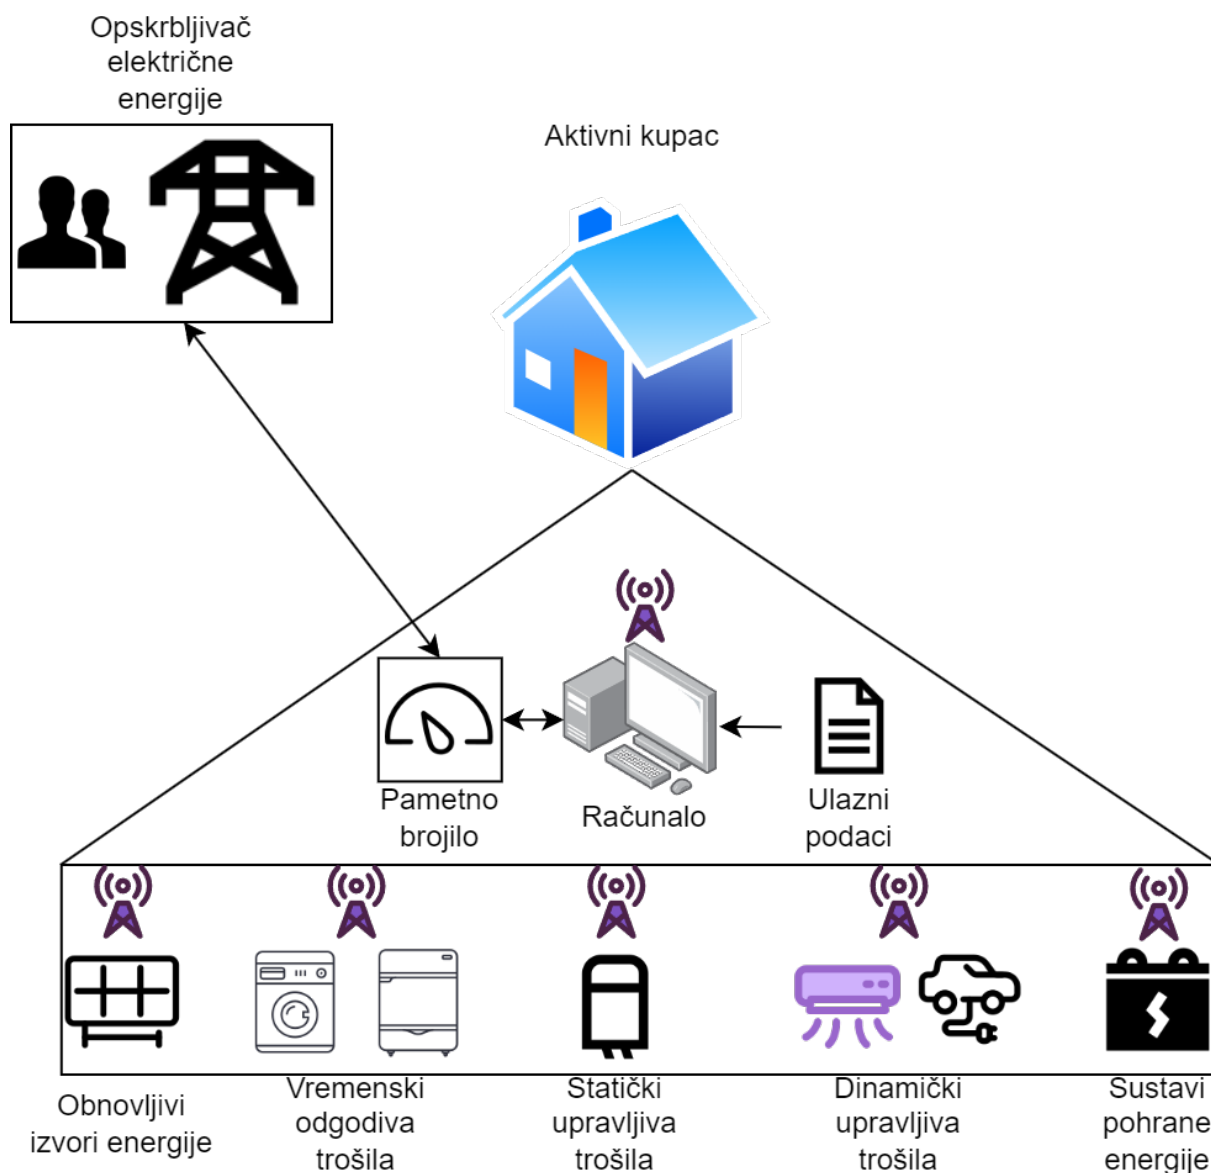 Opskrbljivač
električne
energije
Aktivni kupac
Pametno
brojilo
Računalo
Ulazni
podaci
Obnovljivi
izvori energije
Vremenski
odgodiva
trošila
Statički
upravljiva
trošila
Dinamički
upravljiva
trošila
Sustavi
pohrane
energije